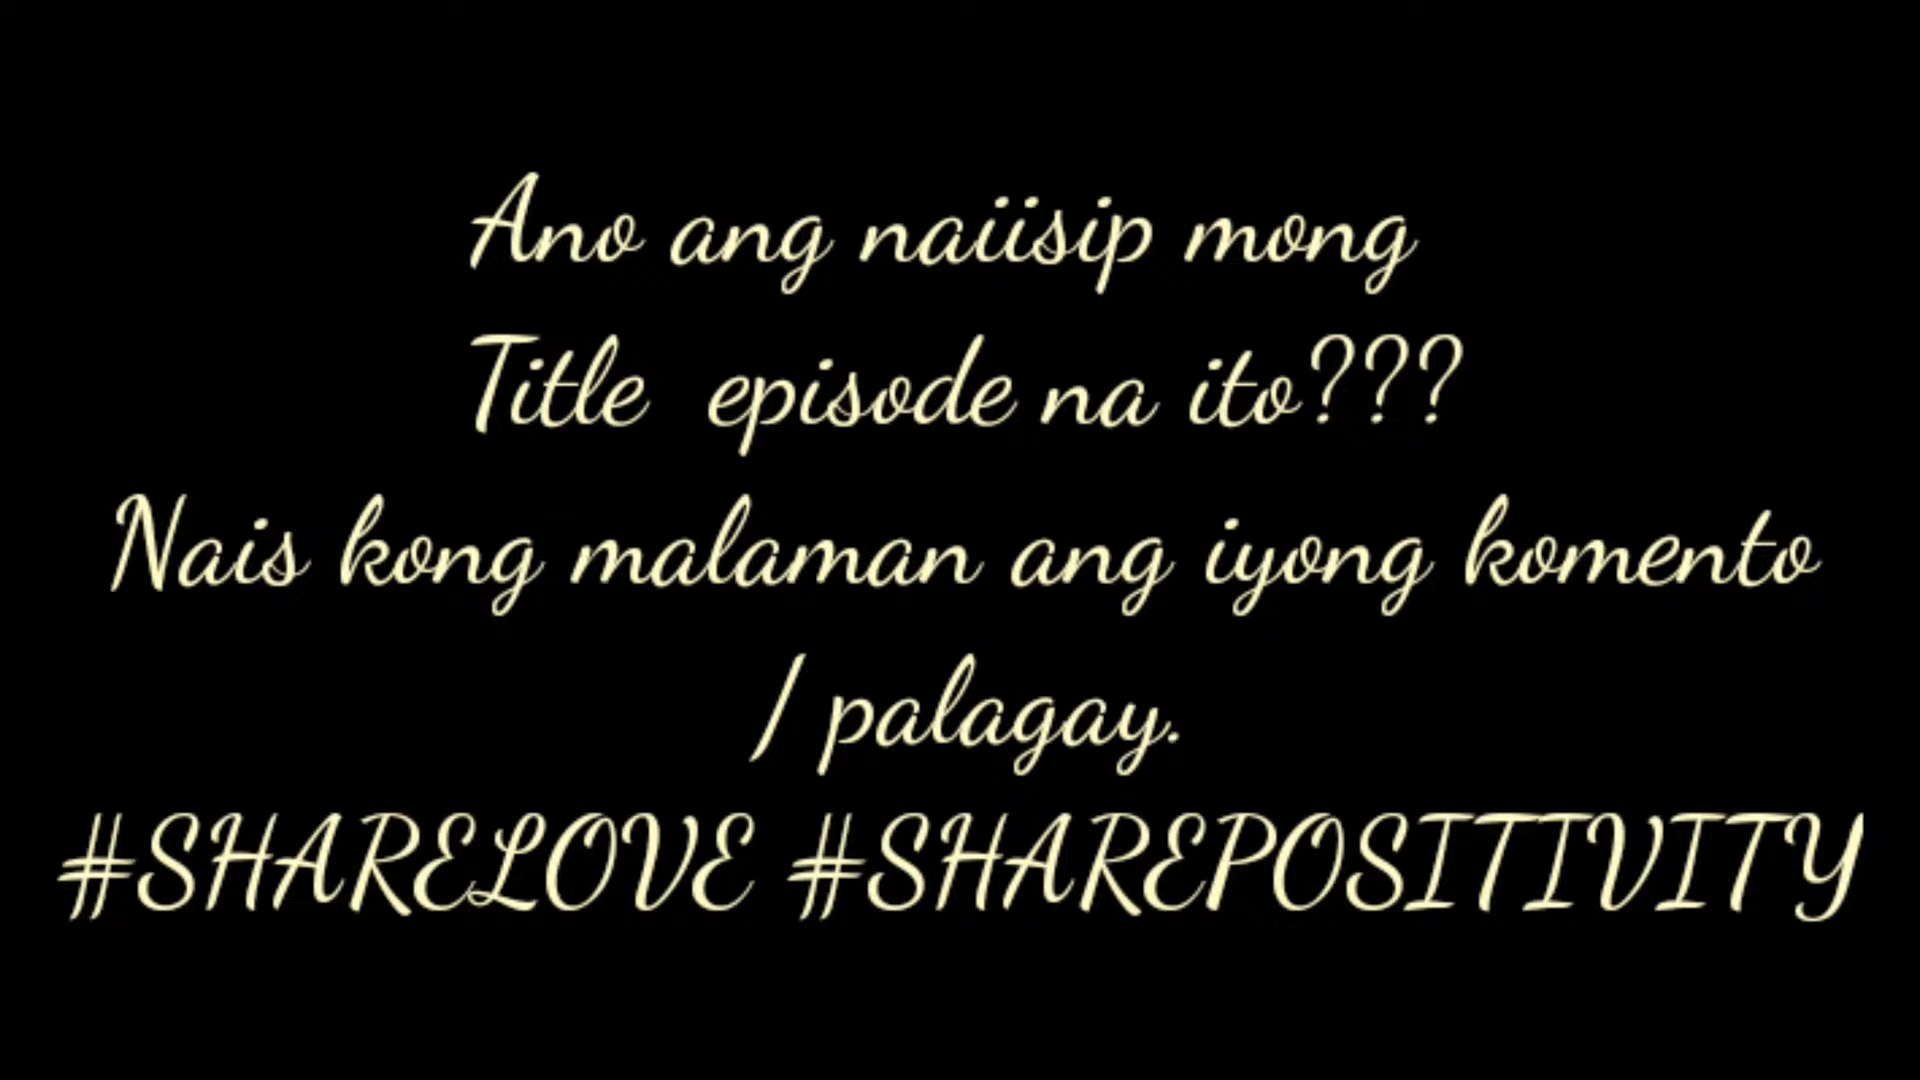 Ano ang naiisip mong
Title episode na ito???
Nais kong malaman ang iyong komento
/ palagay.
#SHARELOVE #SHAREPOSITIVITY